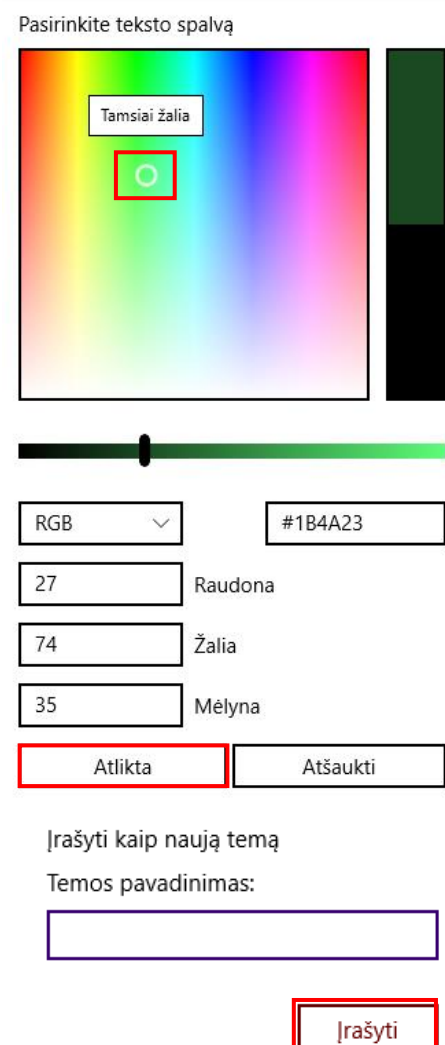 Pasirinkite teksto spalvą
Tamsiai žalia
RGB
#1B4A23
27 Raudona
74 Žalia
35 Mėlyna
Atlikta Atšaukti
Įrašyti kaip naują temą
Temos pavadinimas:
Įrašyti